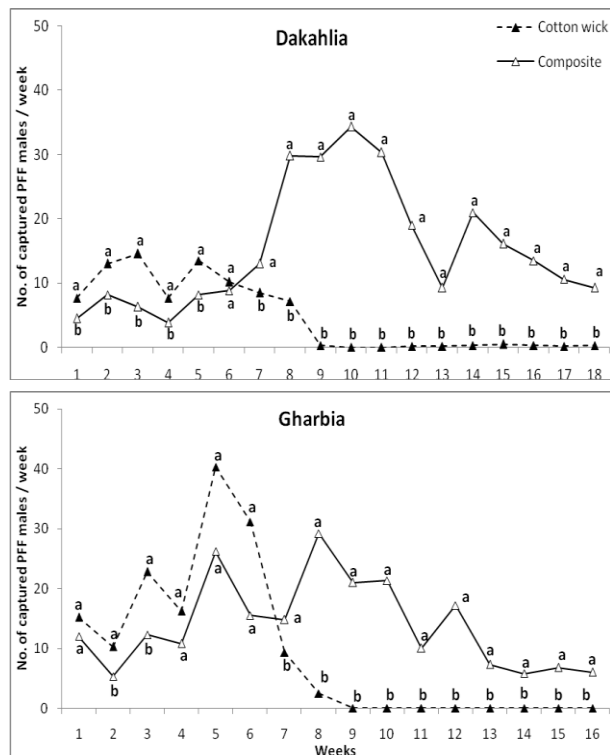 Dakahlia
Cotton wick
Composite
No. of captured PFF males / week
50
40
30
20
10
0
a a a a a a a a a a a a a a a a a a
b b b b b a b b b b b b b b b b b b
1 2 3 4 5 6 7 8 9 10 11 12 13 14 15 16 17 18
Gharbia
No. of captured PFF males / week
50
40
30
20
10
0
a a a a a a a a a a a a a a a a
a b b a a a b b b b b b b b b b
1 2 3 4 5 6 7 8 9 10 11 12 13 14 15 16
Weeks